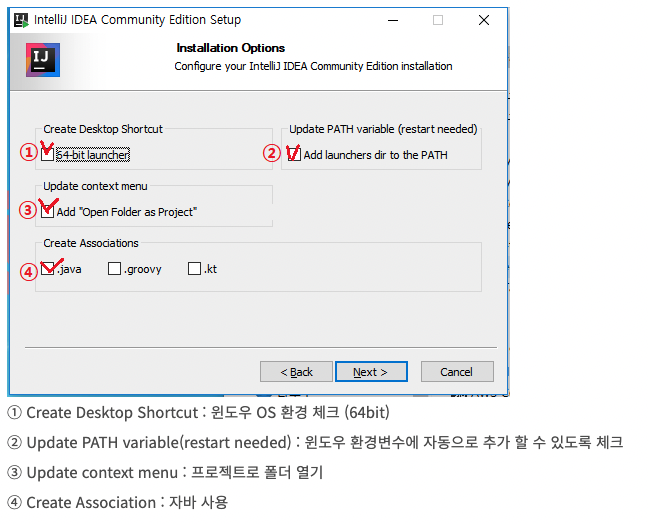 IntelliJ IDEA Community Edition Setup
IJ
Installation Options
Configure your IntelliJ IDEA Community Edition installation
Create Desktop Shortcut
Update PATH variable (restart needed)
① 64-bit launcher
② Add launchers dir to the PATH
Update context menu
③ Add "Open Folder as Project"
Create Associations
④ .java .groovy .kt
< Back Next > Cancel
① Create Desktop Shortcut : 윈도우 OS 환경 체크 (64bit)
② Update PATH variable(restart needed) : 윈도우 환경변수에 자동으로 추가 할 수 있도록 체크
③ Update context menu : 프로젝트로 폴더 열기
④ Create Association : 자바 사용